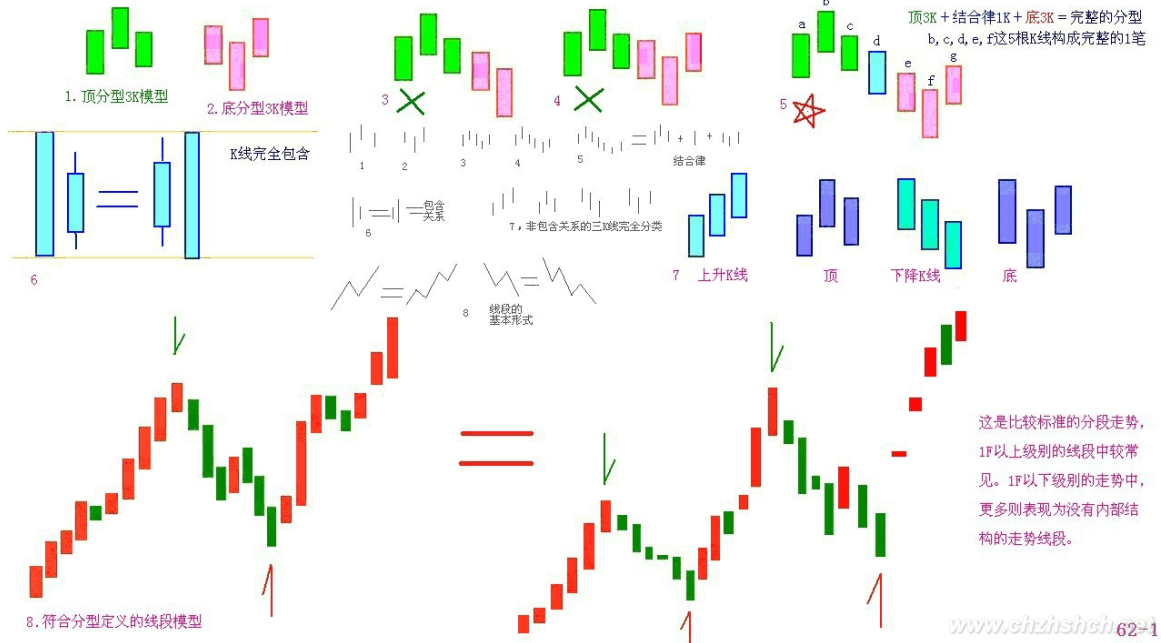 顶3K+结合律1K+底3K=完整的分型
b,c,d,e,f这5根K线构成完整的1笔
a
b
c
d
e
f
g
1.顶分型3K模型
2.底分型3K模型
3
4
5
K线完全包含
1
2
3
4
5
结合律
包含
关系
6
7，非包含关系的三K线完全分类
6
7 上升K线
顶
下降K线
底
8
线段的
基本形式
这是比较标准的分段走势，
1F以上级别的线段中较常
见。1F以下级别的走势中，
更多则表现为没有内部结
构的走势线段。
8.符合分型定义的线段模型
www.chzhshch.net
62-1